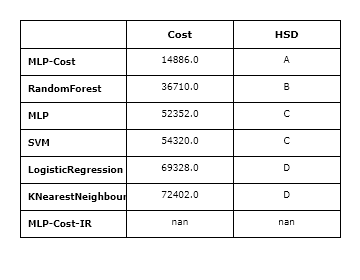 Cost HSD
MLP-Cost 14886.0 A
RandomForest 36710.0 B
MLP 52352.0 C
SVM 54320.0 C
LogisticRegression 69328.0 D
KNearestNeighbour 72402.0 D
MLP-Cost-IR nan nan